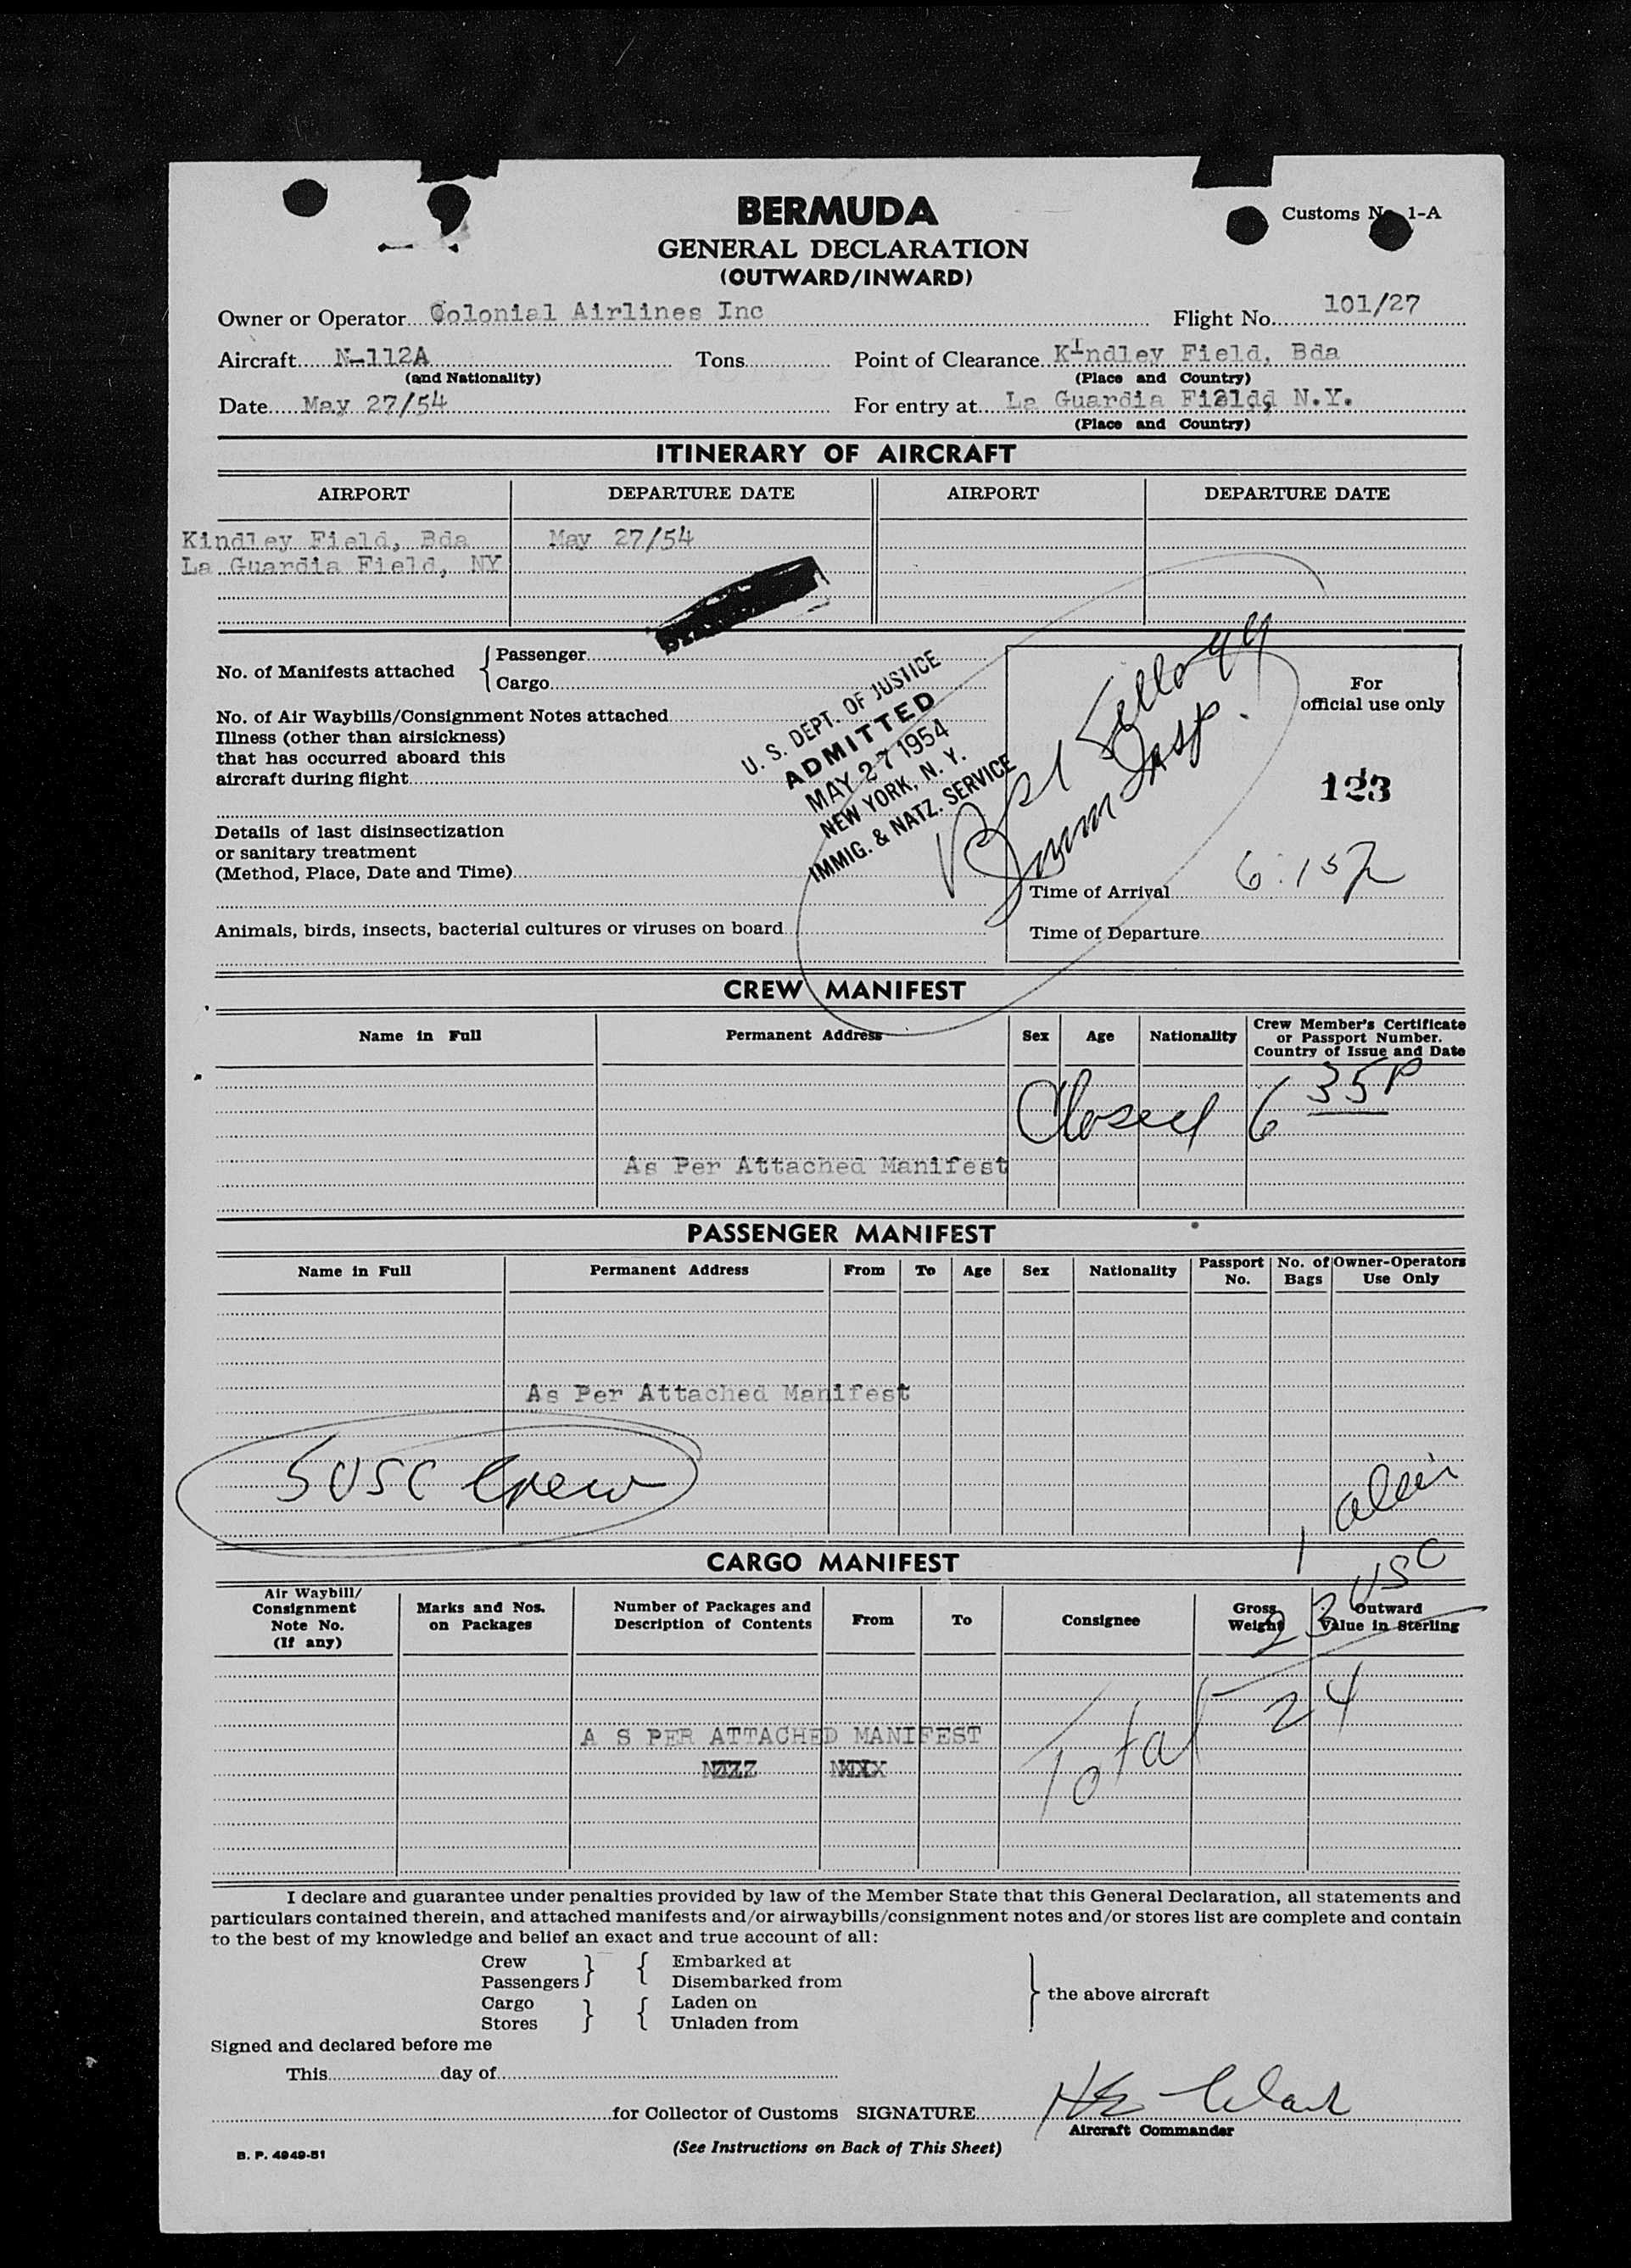 BERMUDA
Customs No. 1-A
GENERAL DECLARATION
(OUTWARD/INWARD)
Owner or Operator Colonial Airlines Inc Flight No. 101/27
Aircraft N-112A Tons Point of Clearance Kindley Field, Bda
(and Nationality) (Place and Country)
Date May 27/54 For entry at La Guardia Fieldd, N.Y.
(Place and Country)
ITINERARY OF AIRCRAFT
AIRPORT DEPARTURE DATE AIRPORT DEPARTURE DATE
Kindley Field, Bda May 27/54
La Guardia Field, NY
No. of Manifests attached { Passenger
Cargo
No. of Air Waybills/Consignment Notes attached
Illness (other than airsickness)
that has occurred aboard this
aircraft during flight
Details of last disinsectization
or sanitary treatment
(Method, Place, Date and Time)
Animals, birds, insects, bacterial cultures or viruses on board
U. S. DEPT. OF JUSTICE
ADMITTED
MAY 27 1954
NEW YORK, N. Y.
IMMIG. & NATZ. SERVICE
Immn Insp.
For
official use only
123
Time of Arrival 6:15p
Time of Departure
CREW MANIFEST
Name in Full Permanent Address Sex Age Nationality Crew Member's Certificate
or Passport Number.
Country of Issue and Date
Closed 6 35P
As Per Attached Manifest
PASSENGER MANIFEST
Name in Full Permanent Address From To Age Sex Nationality Passport No. No. of Bags Owner-Operators Use Only
As Per Attached Manifest
5 USC Crew
1 alien
23 USC
CARGO MANIFEST
Air Waybill/
Consignment
Note No.
(If any)
Marks and Nos.
on Packages
Number of Packages and
Description of Contents
From To Consignee
Gross
Weight
Outward
Value in Sterling
Total 24
A S PER ATTACHED MANIFEST
I declare and guarantee under penalties provided by law of the Member State that this General Declaration, all statements and
particulars contained therein, and attached manifests and/or airwaybills/consignment notes and/or stores list are complete and contain
to the best of my knowledge and belief an exact and true account of all:
Crew } { Embarked at }
Passengers } { Disembarked from
Cargo } { Laden on the above aircraft
Stores } { Unladen from
Signed and declared before me
This day of
for Collector of Customs SIGNATURE
Aircraft Commander
(See Instructions on Back of This Sheet)
B. P. 4949-51